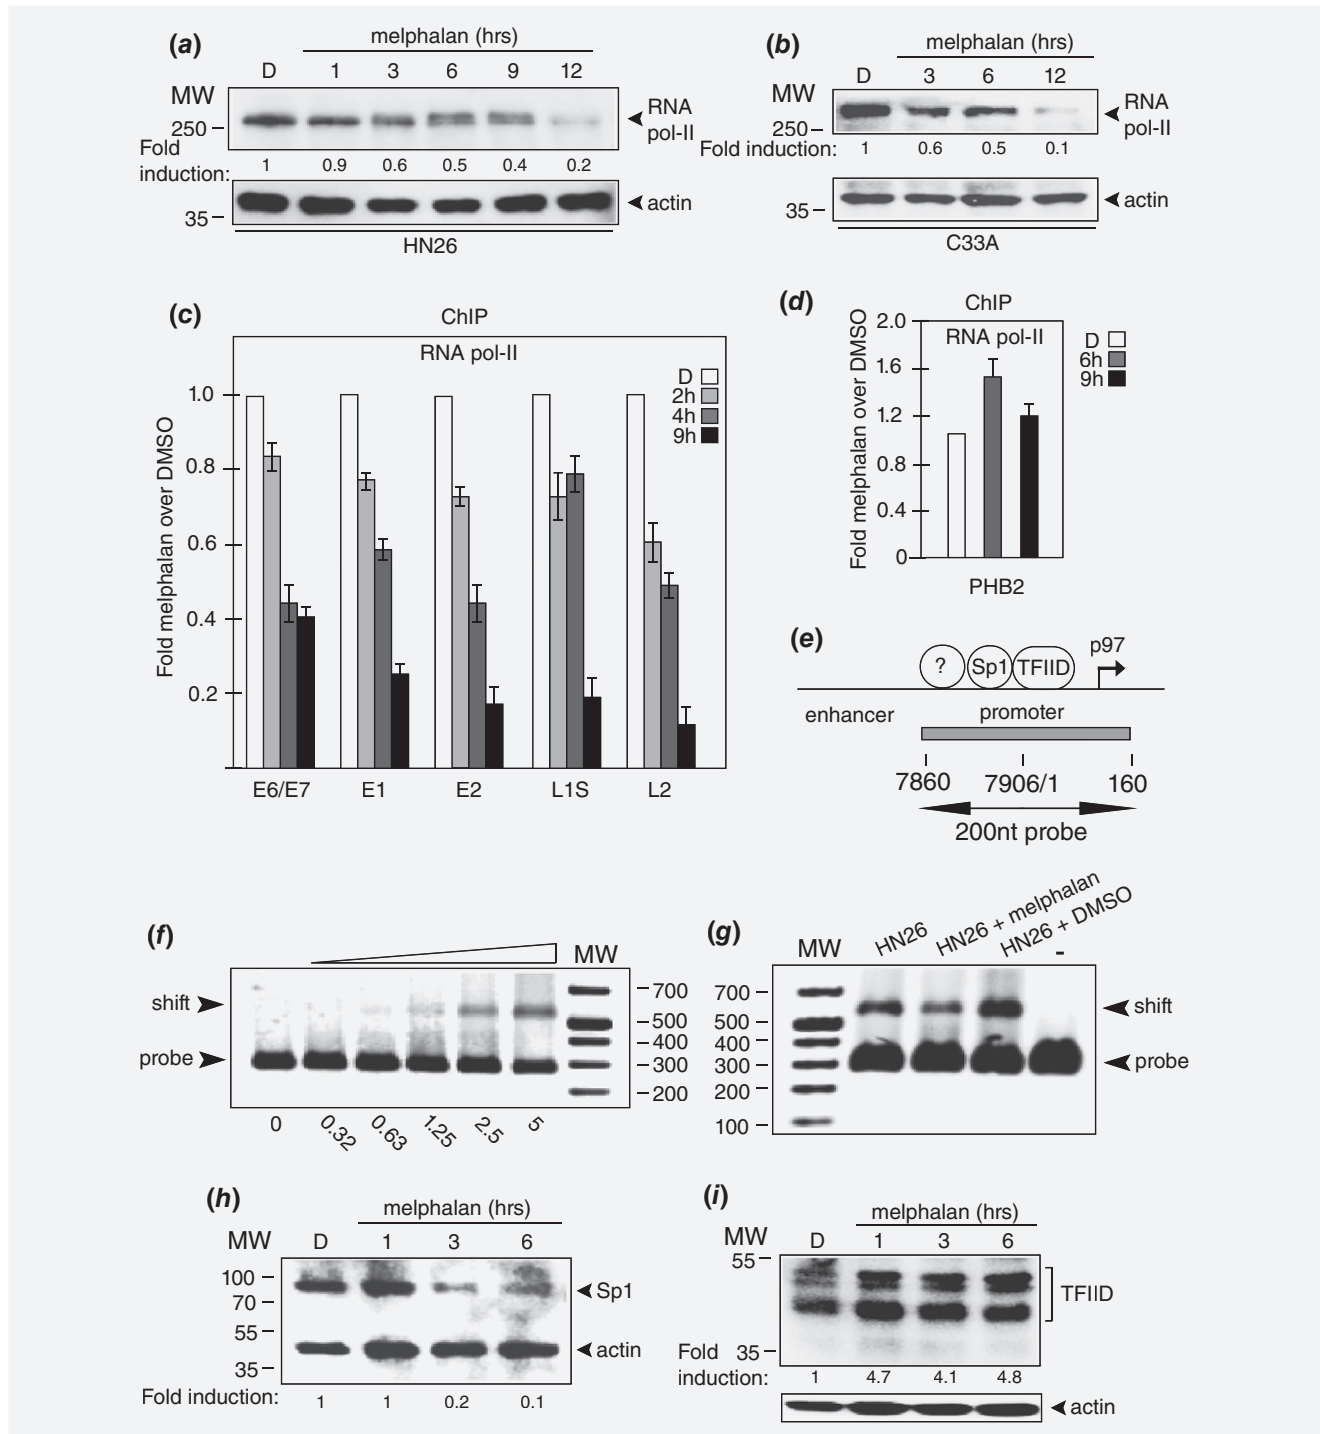 (a)
melphalan (hrs)
D 1 3 6 9 12
MW
250
RNA
pol-II
Fold
induction:
1 0.9 0.6 0.5 0.4 0.2
35
actin
HN26
(b)
melphalan (hrs)
D 3 6 12
MW
250
RNA
pol-II
Fold induction: 1 0.6 0.5 0.1
35
actin
C33A
(c)
ChIP
RNA pol-II
D
2h
4h
9h
Fold melphalan over DMSO
1.0
0.8
0.6
0.4
0.2
E6/E7 E1 E2 L1S L2
(d)
ChIP
RNA pol-II
D
6h
9h
Fold melphalan over DMSO
2.0
1.6
1.2
0.8
0.4
0
PHB2
(e)
? Sp1 TFIID p97
enhancer promoter
7860 7906/1 160
200nt probe
(f)
MW
shift
probe
700
500
400
300
200
0 0.32 0.63 1.25 2.5 5
(g)
MW HN26 HN26 + melphalan HN26 + DMSO -
700
500
400
300
200
100
shift
probe
(h)
melphalan (hrs)
MW D 1 3 6
100
70
55
35
Sp1
actin
Fold induction: 1 1 0.2 0.1
(i)
melphalan (hrs)
MW D 1 3 6
55
35
TFIID
Fold
induction: 1 4.7 4.1 4.8
actin